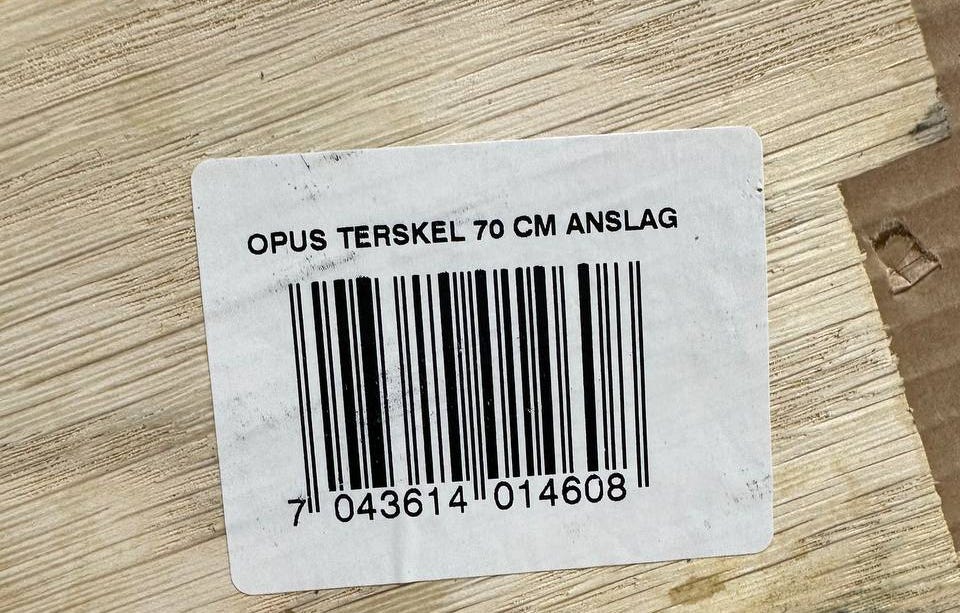 OPUS TERSKEL 70 CM ANSLAG
7 043614 014608